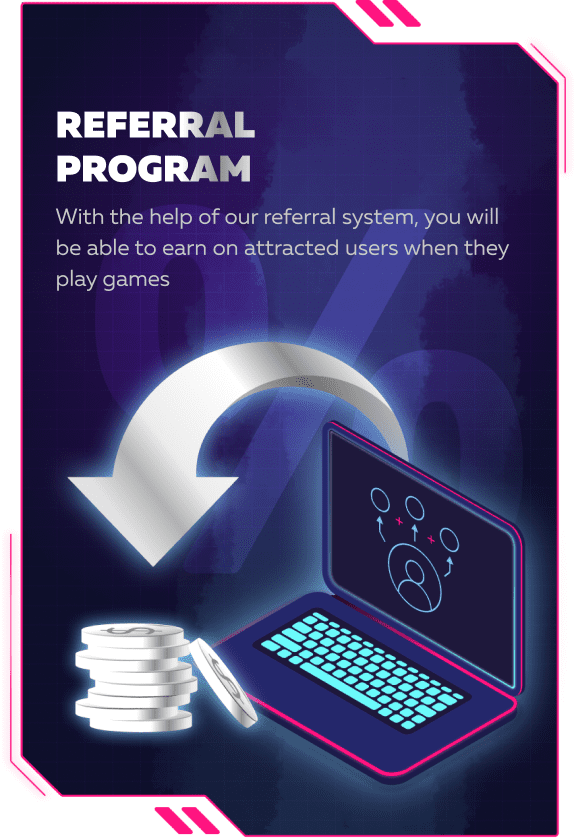 REFERRAL
PROGRAM
With the help of our referral system, you will
be able to earn on attracted users when they
play games
%
$
$